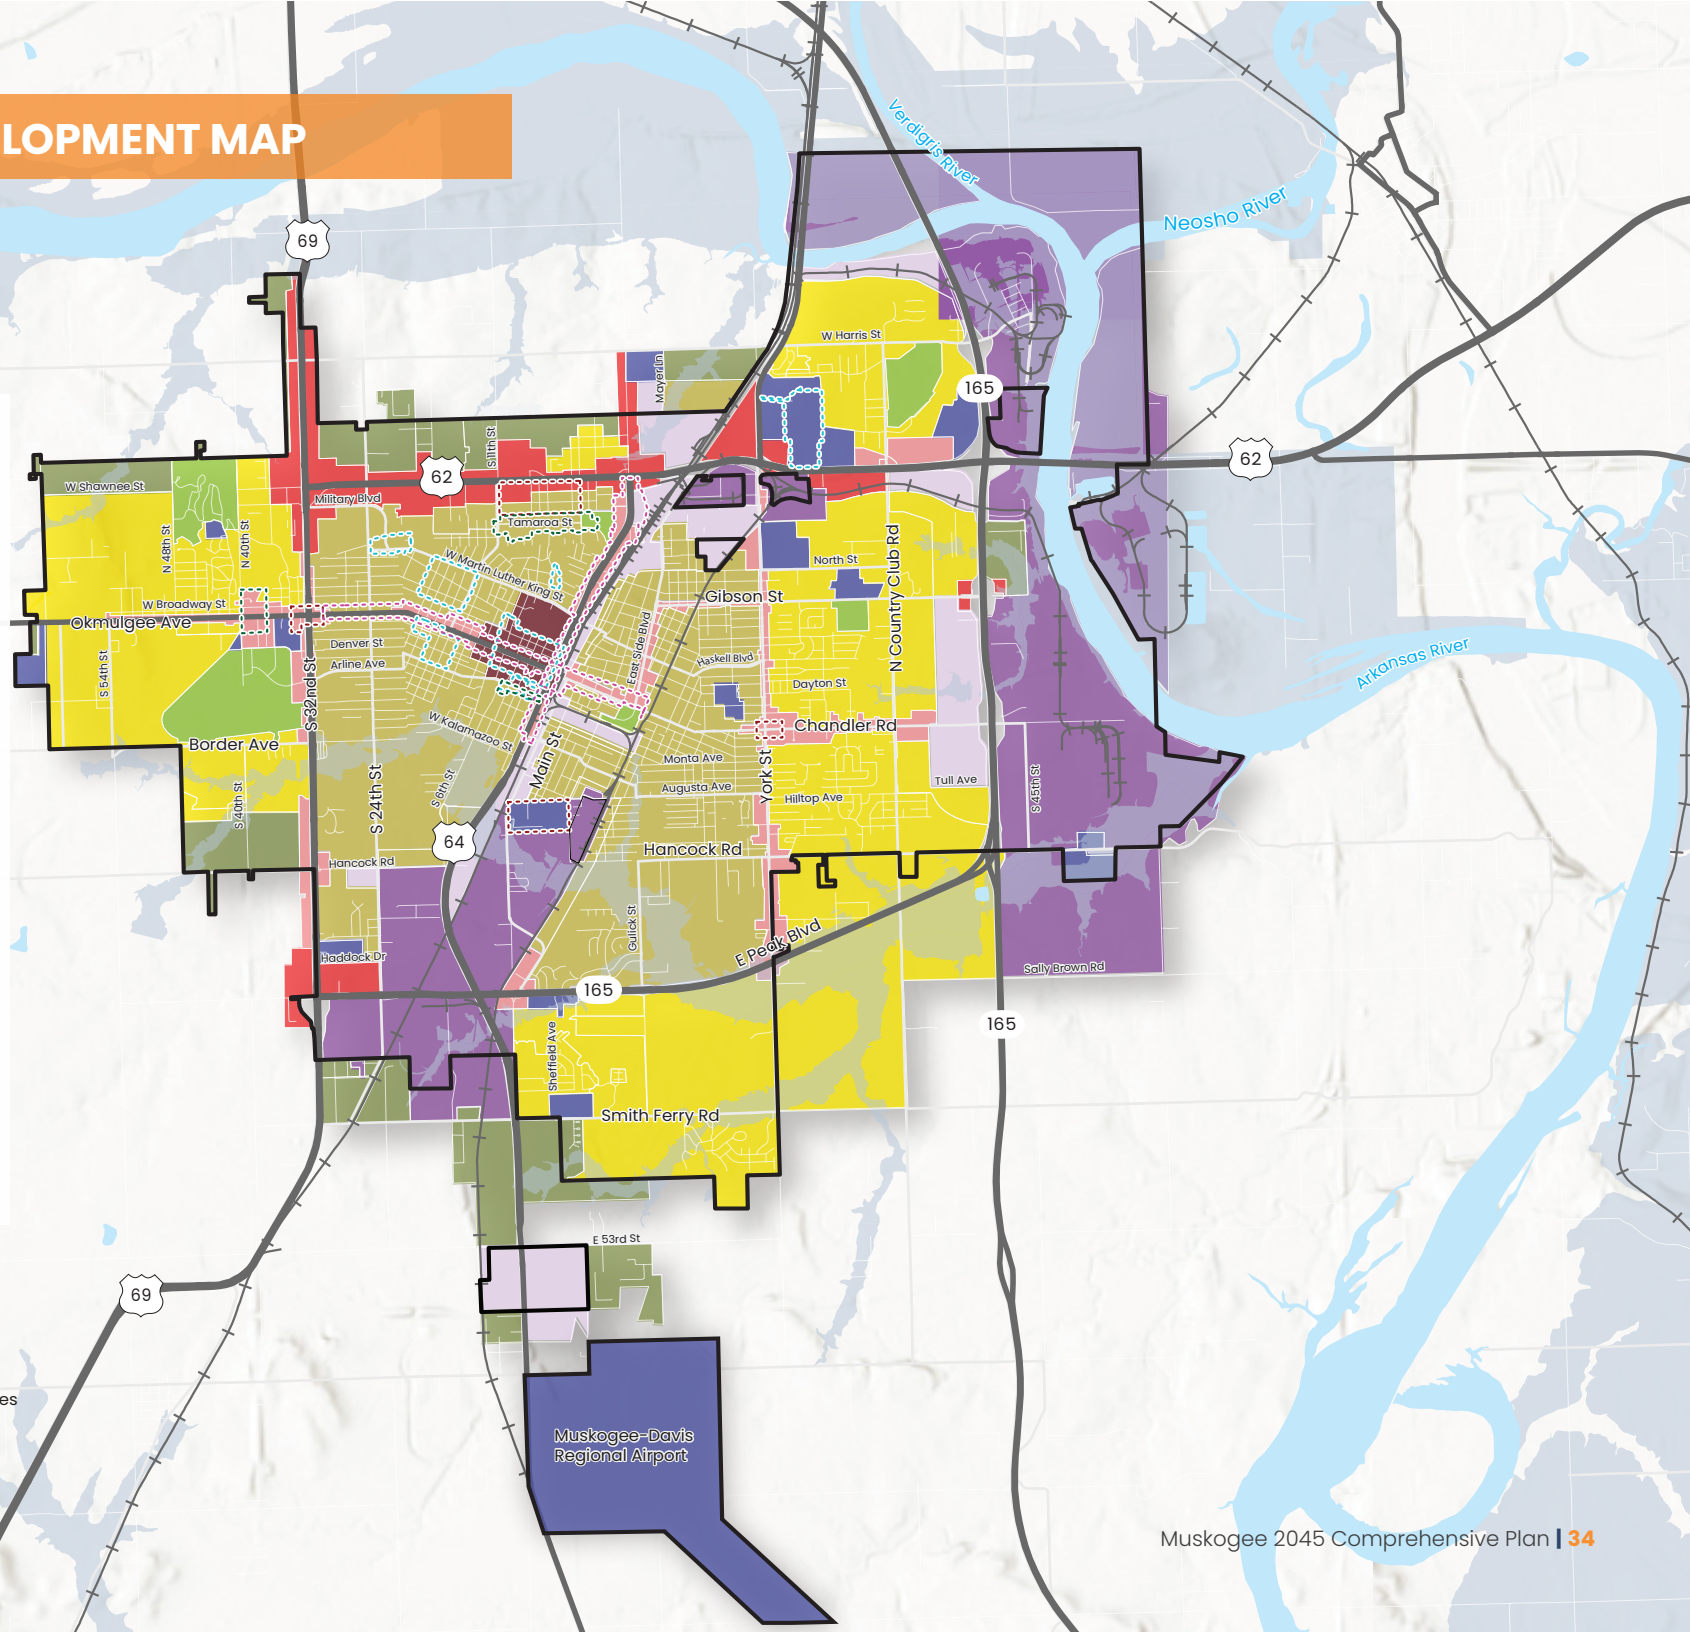 LOPMENT MAP
Verdigris River
Neosho River
69
W Harris St
Mayer Ln
165
S 11th St
62
62
W Shawnee St
Military Blvd
Tamaroa St
N 48th St
N 40th St
W Martin Luther King St
North St
N Country Club Rd
W Broadway St
Okmulgee Ave
Gibson St
Denver St
Arline Ave
East Side Blvd
Haskell Blvd
S 54th St
S 32nd St
Dayton St
Arkansas River
W Kalamazoo St
Chandler Rd
Border Ave
Main St
Monta Ave
York St
S 24th St
S 6th St
Augusta Ave
Tull Ave
S 45th St
S 40th St
Hilltop Ave
64
Hancock Rd
Hancock Rd
Gulick St
E Peak Blvd
Haddock Dr
Sally Brown Rd
165
165
Sheffield Ave
Smith Ferry Rd
E 53rd St
69
es
Muskogee-Davis
Regional Airport
Muskogee 2045 Comprehensive Plan | 34